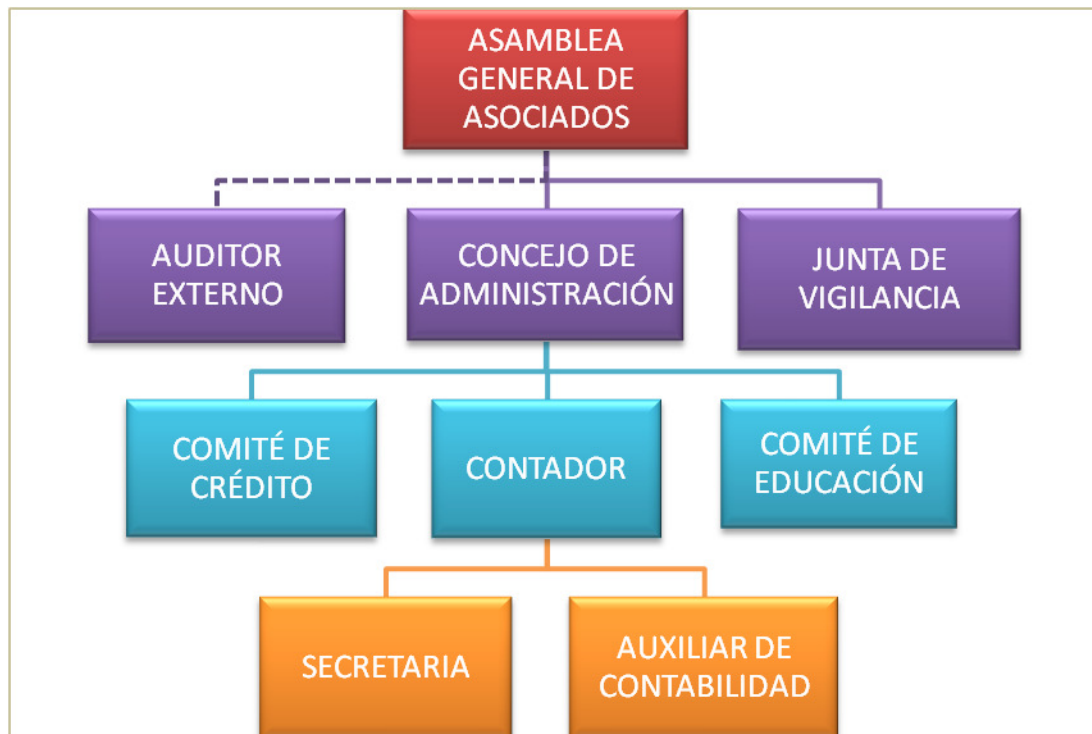 ASAMBLEA
GENERAL DE
ASOCIADOS
AUDITOR
EXTERNO
CONCEJO DE
ADMINISTRACIÓN
JUNTA DE
VIGILANCIA
COMITÉ DE
CRÉDITO
CONTADOR
COMITÉ DE
EDUCACIÓN
SECRETARIA
AUXILIAR DE
CONTABILIDAD